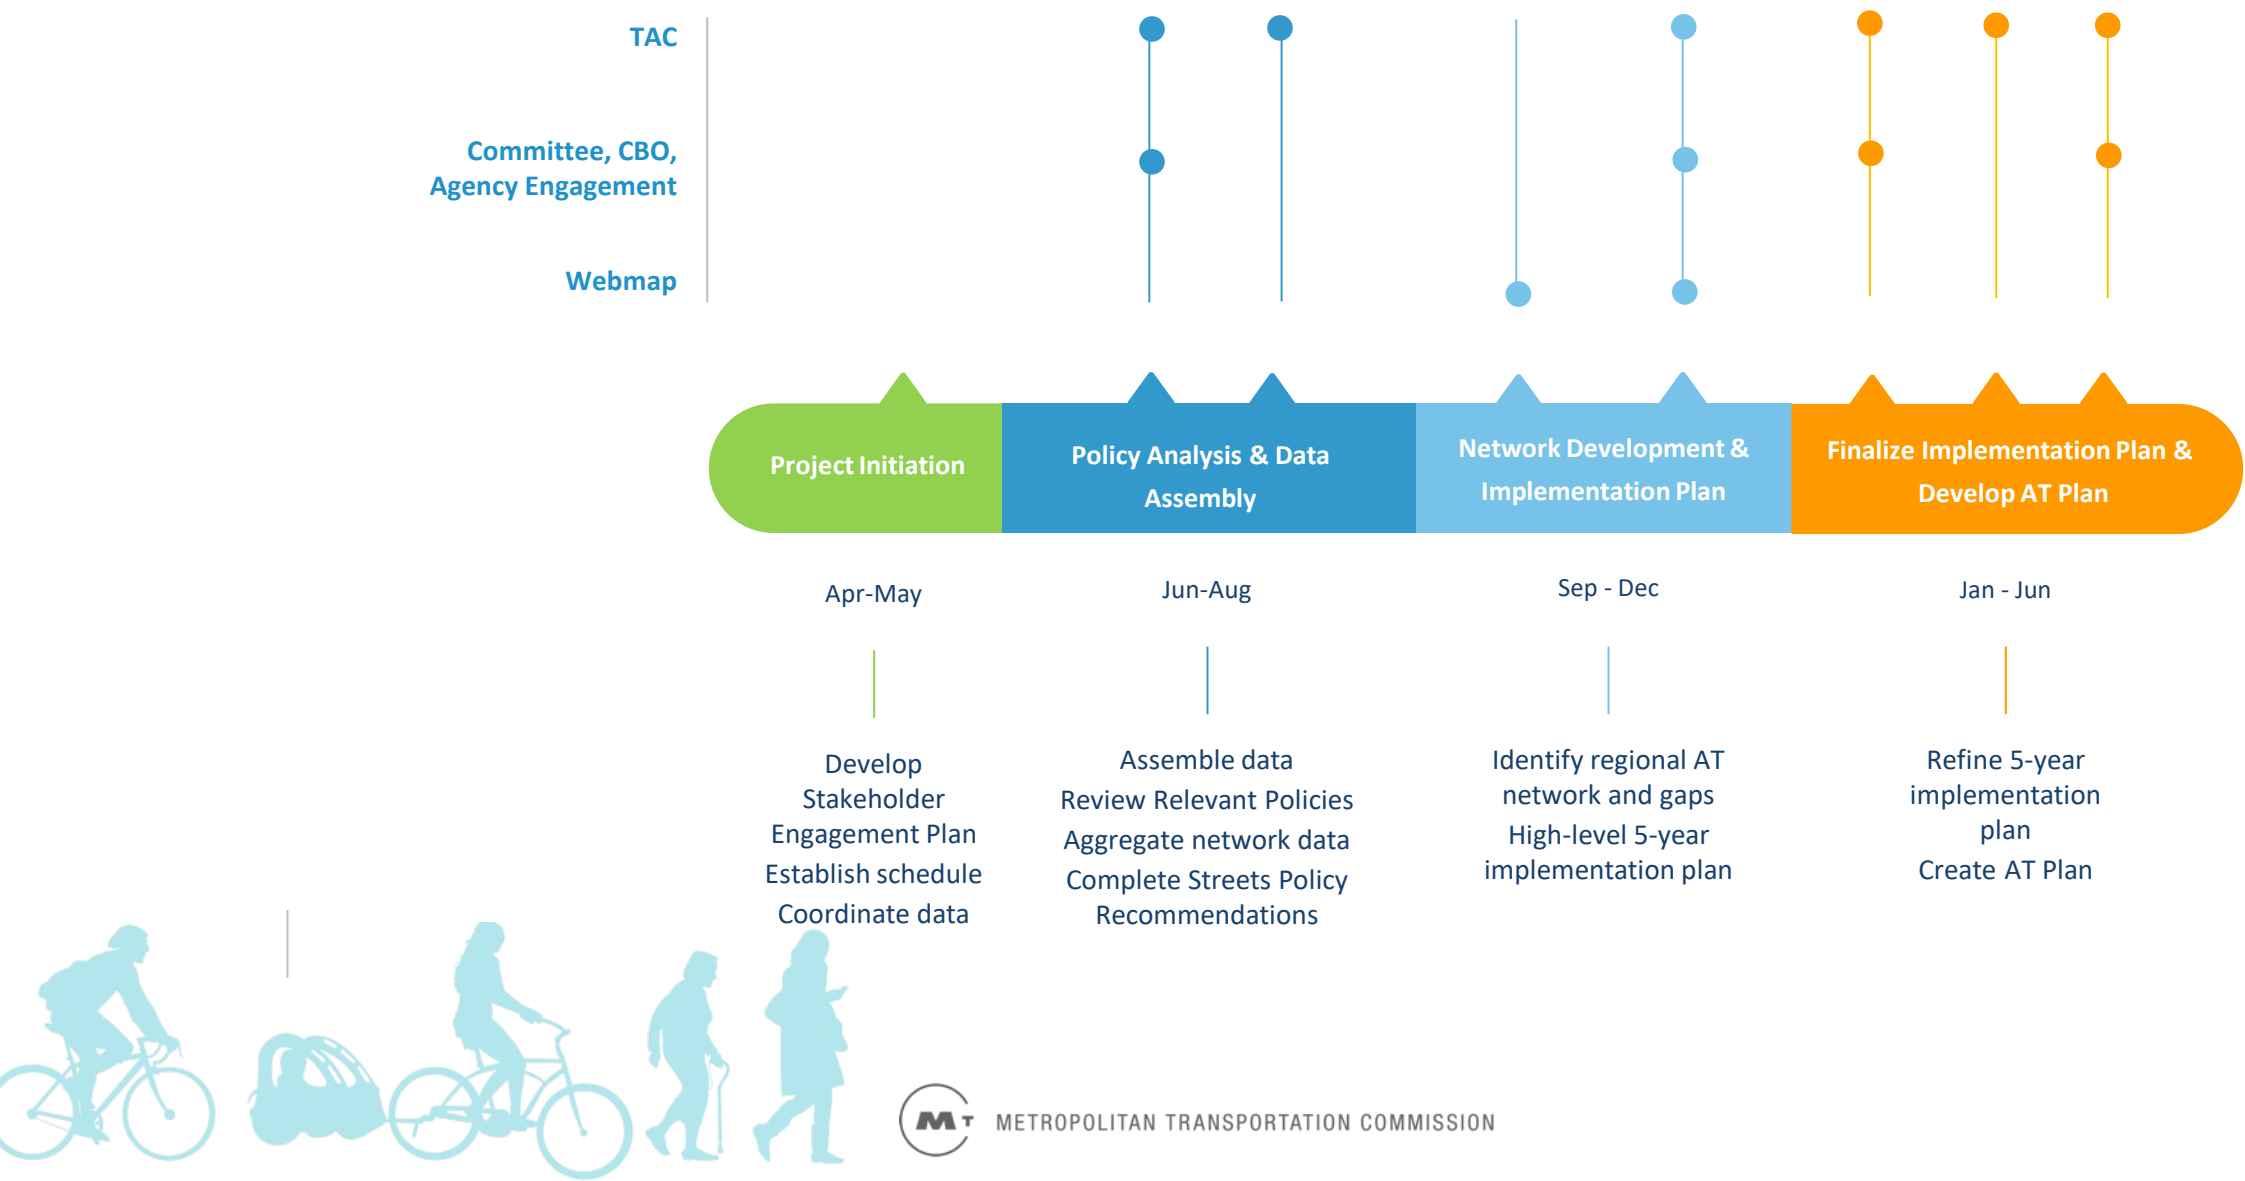 TAC
Committee, CBO,
Agency Engagement
Webmap
Project Initiation
Policy Analysis & Data
Assembly
Network Development &
Implementation Plan
Finalize Implementation Plan &
Develop AT Plan
Apr-May
Jun-Aug
Sep - Dec
Jan - Jun
Develop
Stakeholder
Engagement Plan
Establish schedule
Coordinate data
Assemble data
Review Relevant Policies
Aggregate network data
Complete Streets Policy
Recommendations
Identify regional AT
network and gaps
High-level 5-year
implementation plan
Refine 5-year
implementation
plan
Create AT Plan
MT METROPOLITAN TRANSPORTATION COMMISSION